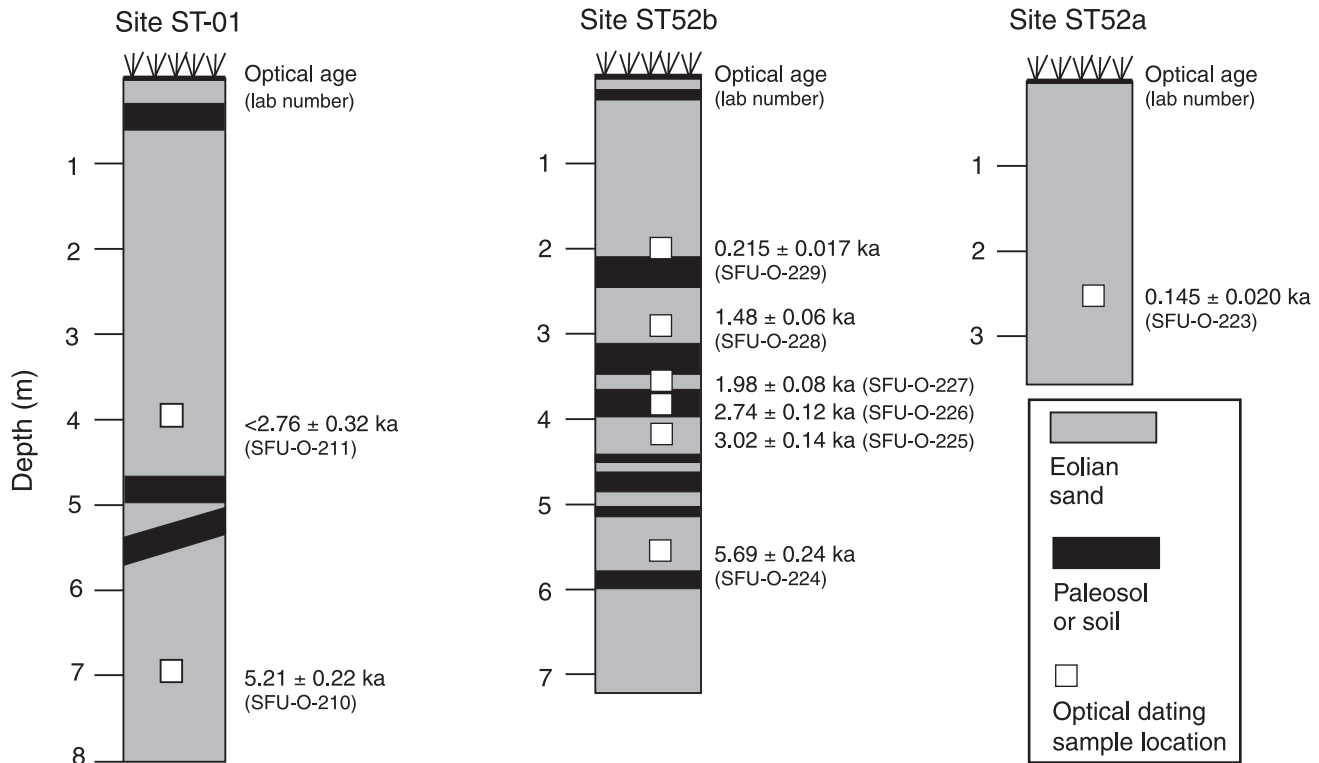 Site ST-01
Optical age
(lab number)
Depth (m)
1
2
3
4
5
6
7
8
<2.76 ± 0.32 ka
(SFU-O-211)
5.21 ± 0.22 ka
(SFU-O-210)
Site ST52b
Optical age
(lab number)
1
2
3
4
5
6
7
0.215 ± 0.017 ka
(SFU-O-229)
1.48 ± 0.06 ka
(SFU-O-228)
1.98 ± 0.08 ka (SFU-O-227)
2.74 ± 0.12 ka (SFU-O-226)
3.02 ± 0.14 ka (SFU-O-225)
5.69 ± 0.24 ka
(SFU-O-224)
Site ST52a
Optical age
(lab number)
1
2
3
0.145 ± 0.020 ka
(SFU-O-223)
Eolian
sand
Paleosol
or soil
Optical dating
sample location